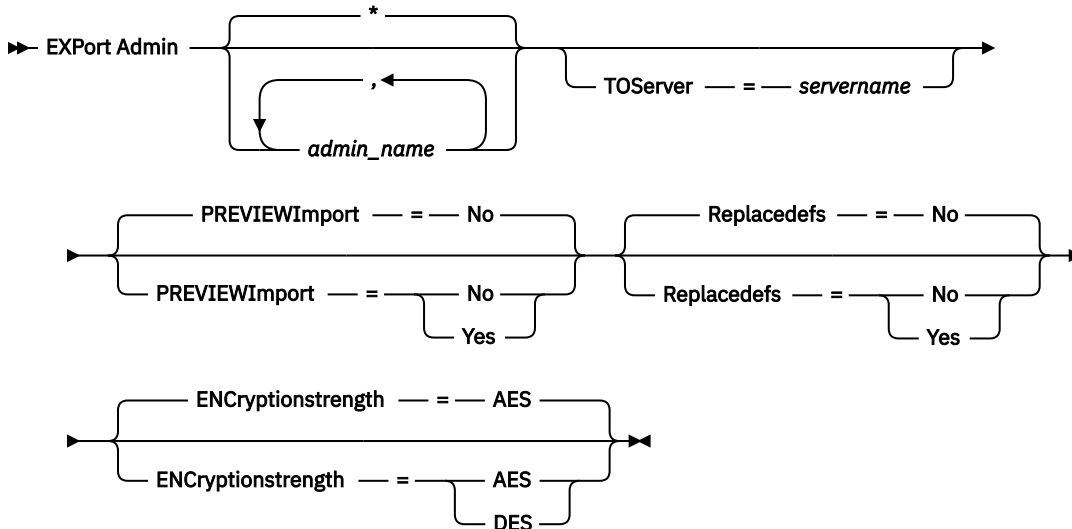 *
EXPort Admin
,
TOServer = servername
admin_name
PREVIEWImport = No
Replacedefs = No
PREVIEWImport = No
Replacedefs = No
Yes
Yes
ENCryptionstrength = AES
ENCryptionstrength = AES
DES